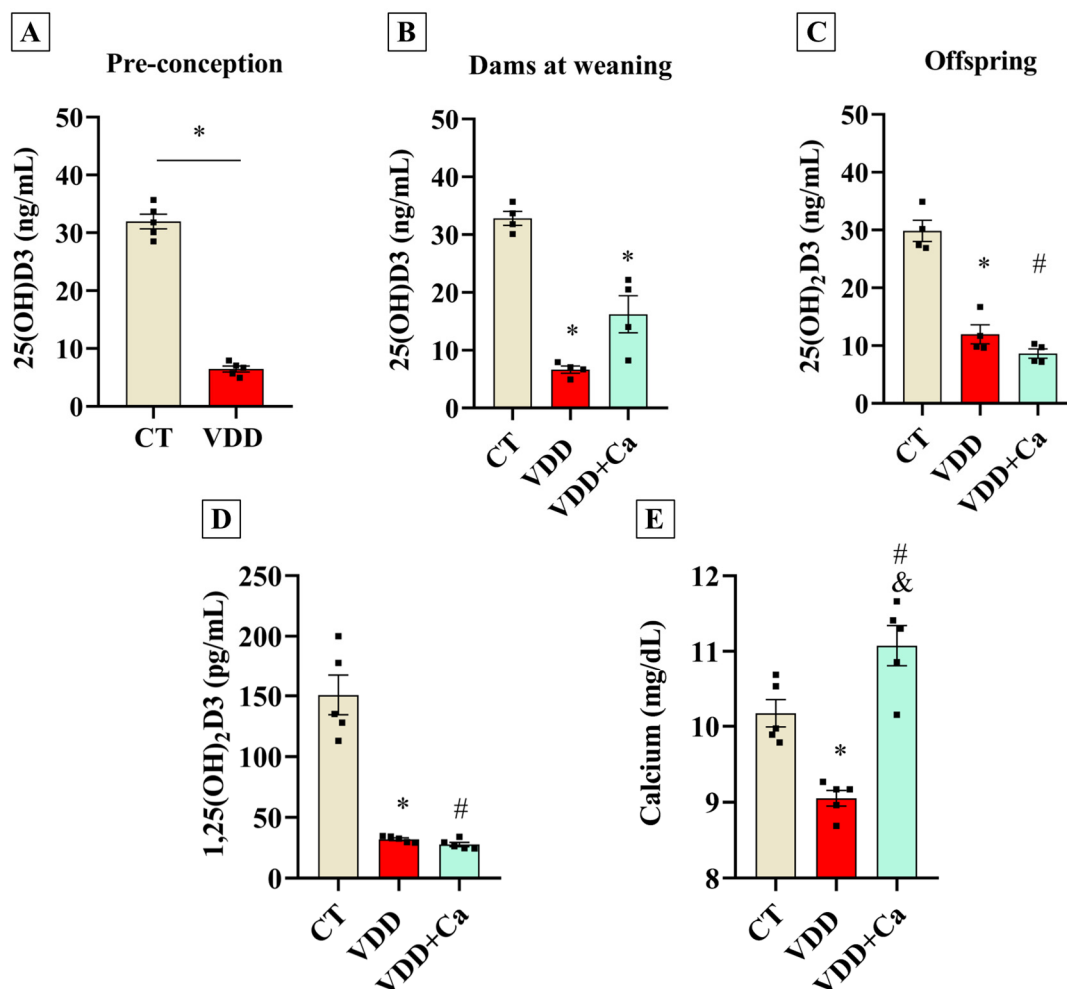 A
Pre-conception
25(OH)D3 (ng/mL)
50
40
30
20
10
0
*
CT
VDD
B
Dams at weaning
25(OH)D3 (ng/mL)
50
40
30
20
10
0
*
*
CT
VDD
VDD+Ca
C
Offspring
25(OH)₂D3 (ng/mL)
50
40
30
20
10
0
*
#
CT
VDD
VDD+Ca
D
1,25(OH)₂D3 (pg/mL)
250
200
150
100
50
0
*
#
CT
VDD
VDD+Ca
E
Calcium (mg/dL)
12
11
10
9
8
*
#
&
CT
VDD
VDD+Ca